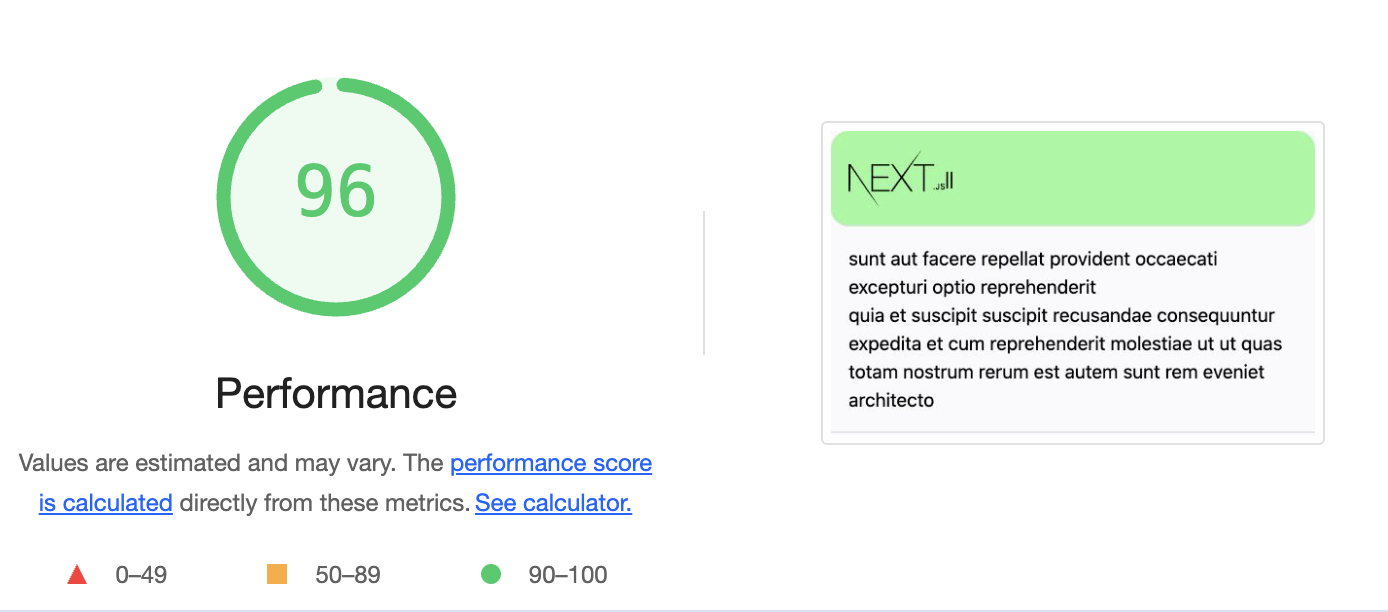 96
Performance
Values are estimated and may vary. The performance score
is calculated directly from these metrics. See calculator.
0–49
50–89
90–100
NEXT.JS
sunt aut facere repellat provident occaecati
excepturi optio reprehenderit
quia et suscipit suscipit recusandae consequuntur
expedita et cum reprehenderit molestiae ut ut quas
totam nostrum rerum est autem sunt rem eveniet
architecto